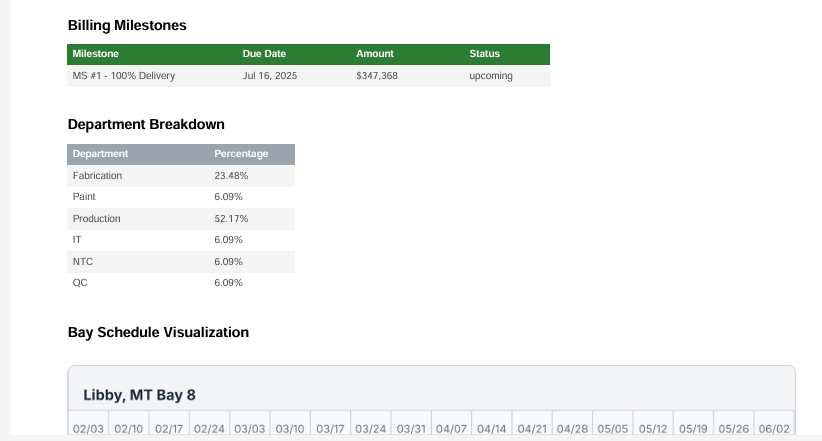 Billing Milestones
Milestone Due Date Amount Status
MS #1 - 100% Delivery Jul 16, 2025 $347,368 upcoming
Department Breakdown
Department Percentage
Fabrication 23.48%
Paint 6.09%
Production 52.17%
IT 6.09%
NTC 6.09%
QC 6.09%
Bay Schedule Visualization
Libby, MT Bay 8
02/03 02/10 02/17 02/24 03/03 03/10 03/17 03/24 03/31 04/07 04/14 04/21 04/28 05/05 05/12 05/19 05/26 06/02